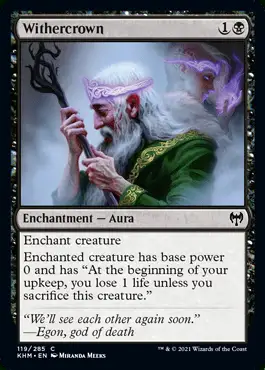 Withercrown 1
Enchantment — Aura
Enchant creature
Enchanted creature has base power
0 and has "At the beginning of your
upkeep, you lose 1 life unless you
sacrifice this creature."
"We'll see each other again soon."
—Egon, god of death
119/285 C
KHM • EN MIRANDA MEEKS
™ & © 2021 Wizards of the Coast